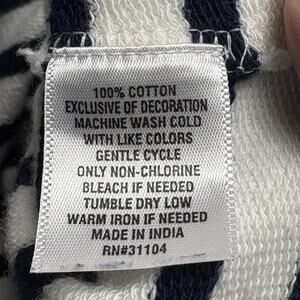 100% COTTON
EXCLUSIVE OF DECORATION
MACHINE WASH COLD
WITH LIKE COLORS
GENTLE CYCLE
ONLY NON-CHLORINE
BLEACH IF NEEDED
TUMBLE DRY LOW
WARM IRON IF NEEDED
MADE IN INDIA
RN#31104